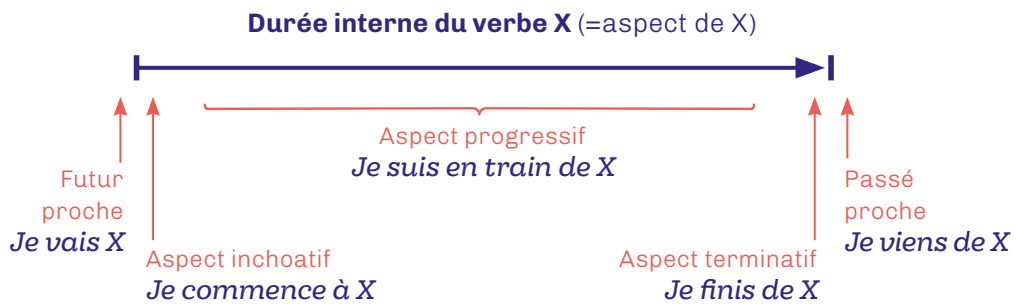 Durée interne du verbe X (=aspect de X)
Aspect progressif
Je suis en train de X
Futur
proche
Je vais X
Passé
proche
Je viens de X
Aspect inchoatif
Je commence à X
Aspect terminatif
Je finis de X